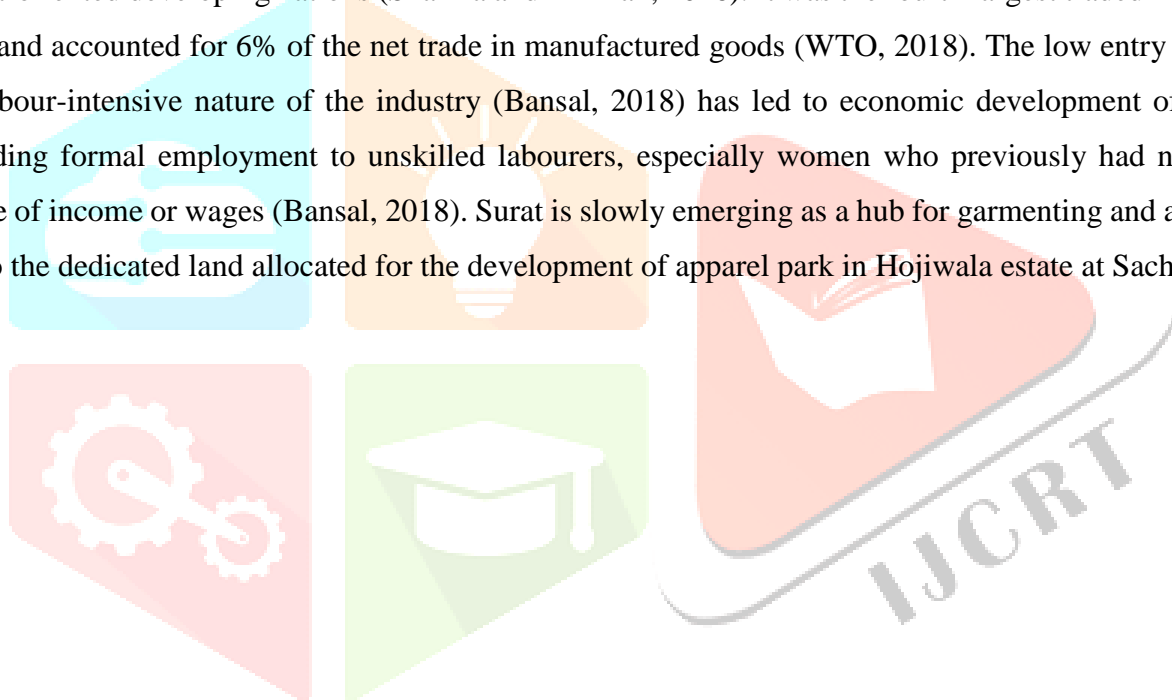 developing nations
and accounted for 6% of the net trade in manufactured goods (WTO, 2018). The low entry
bour-intensive nature of the industry (Bansal, 2018) has led to economic development of
ding formal employment to unskilled labourers, especially women who previously had n
e of income or wages (Bansal, 2018). Surat is slowly emerging as a hub for garmenting and a
the dedicated land allocated for the development of apparel park in Hojiwala estate at Sach
IJCRT